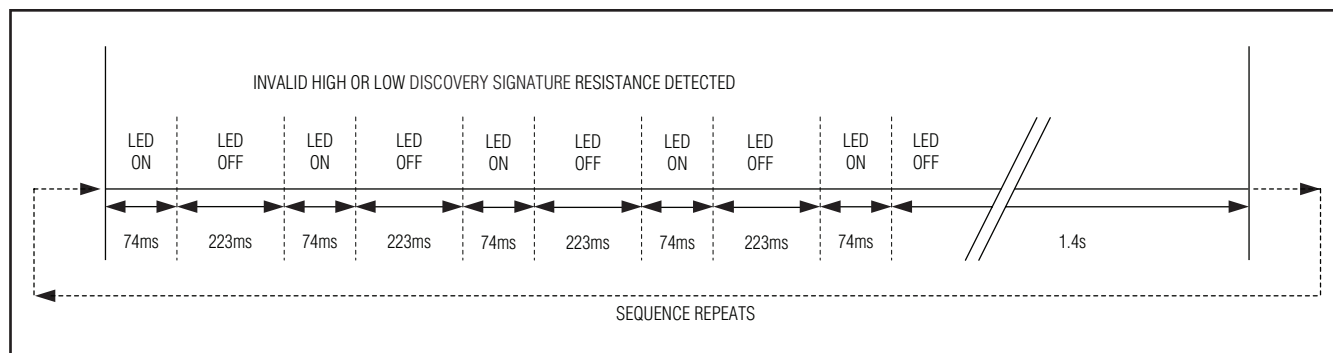 INVALID HIGH OR LOW DISCOVERY SIGNATURE RESISTANCE DETECTED
LED ON
LED OFF
LED ON
LED OFF
LED ON
LED OFF
LED ON
LED OFF
LED ON
LED OFF
74ms
223ms
74ms
223ms
74ms
223ms
74ms
223ms
74ms
1.4s
SEQUENCE REPEATS